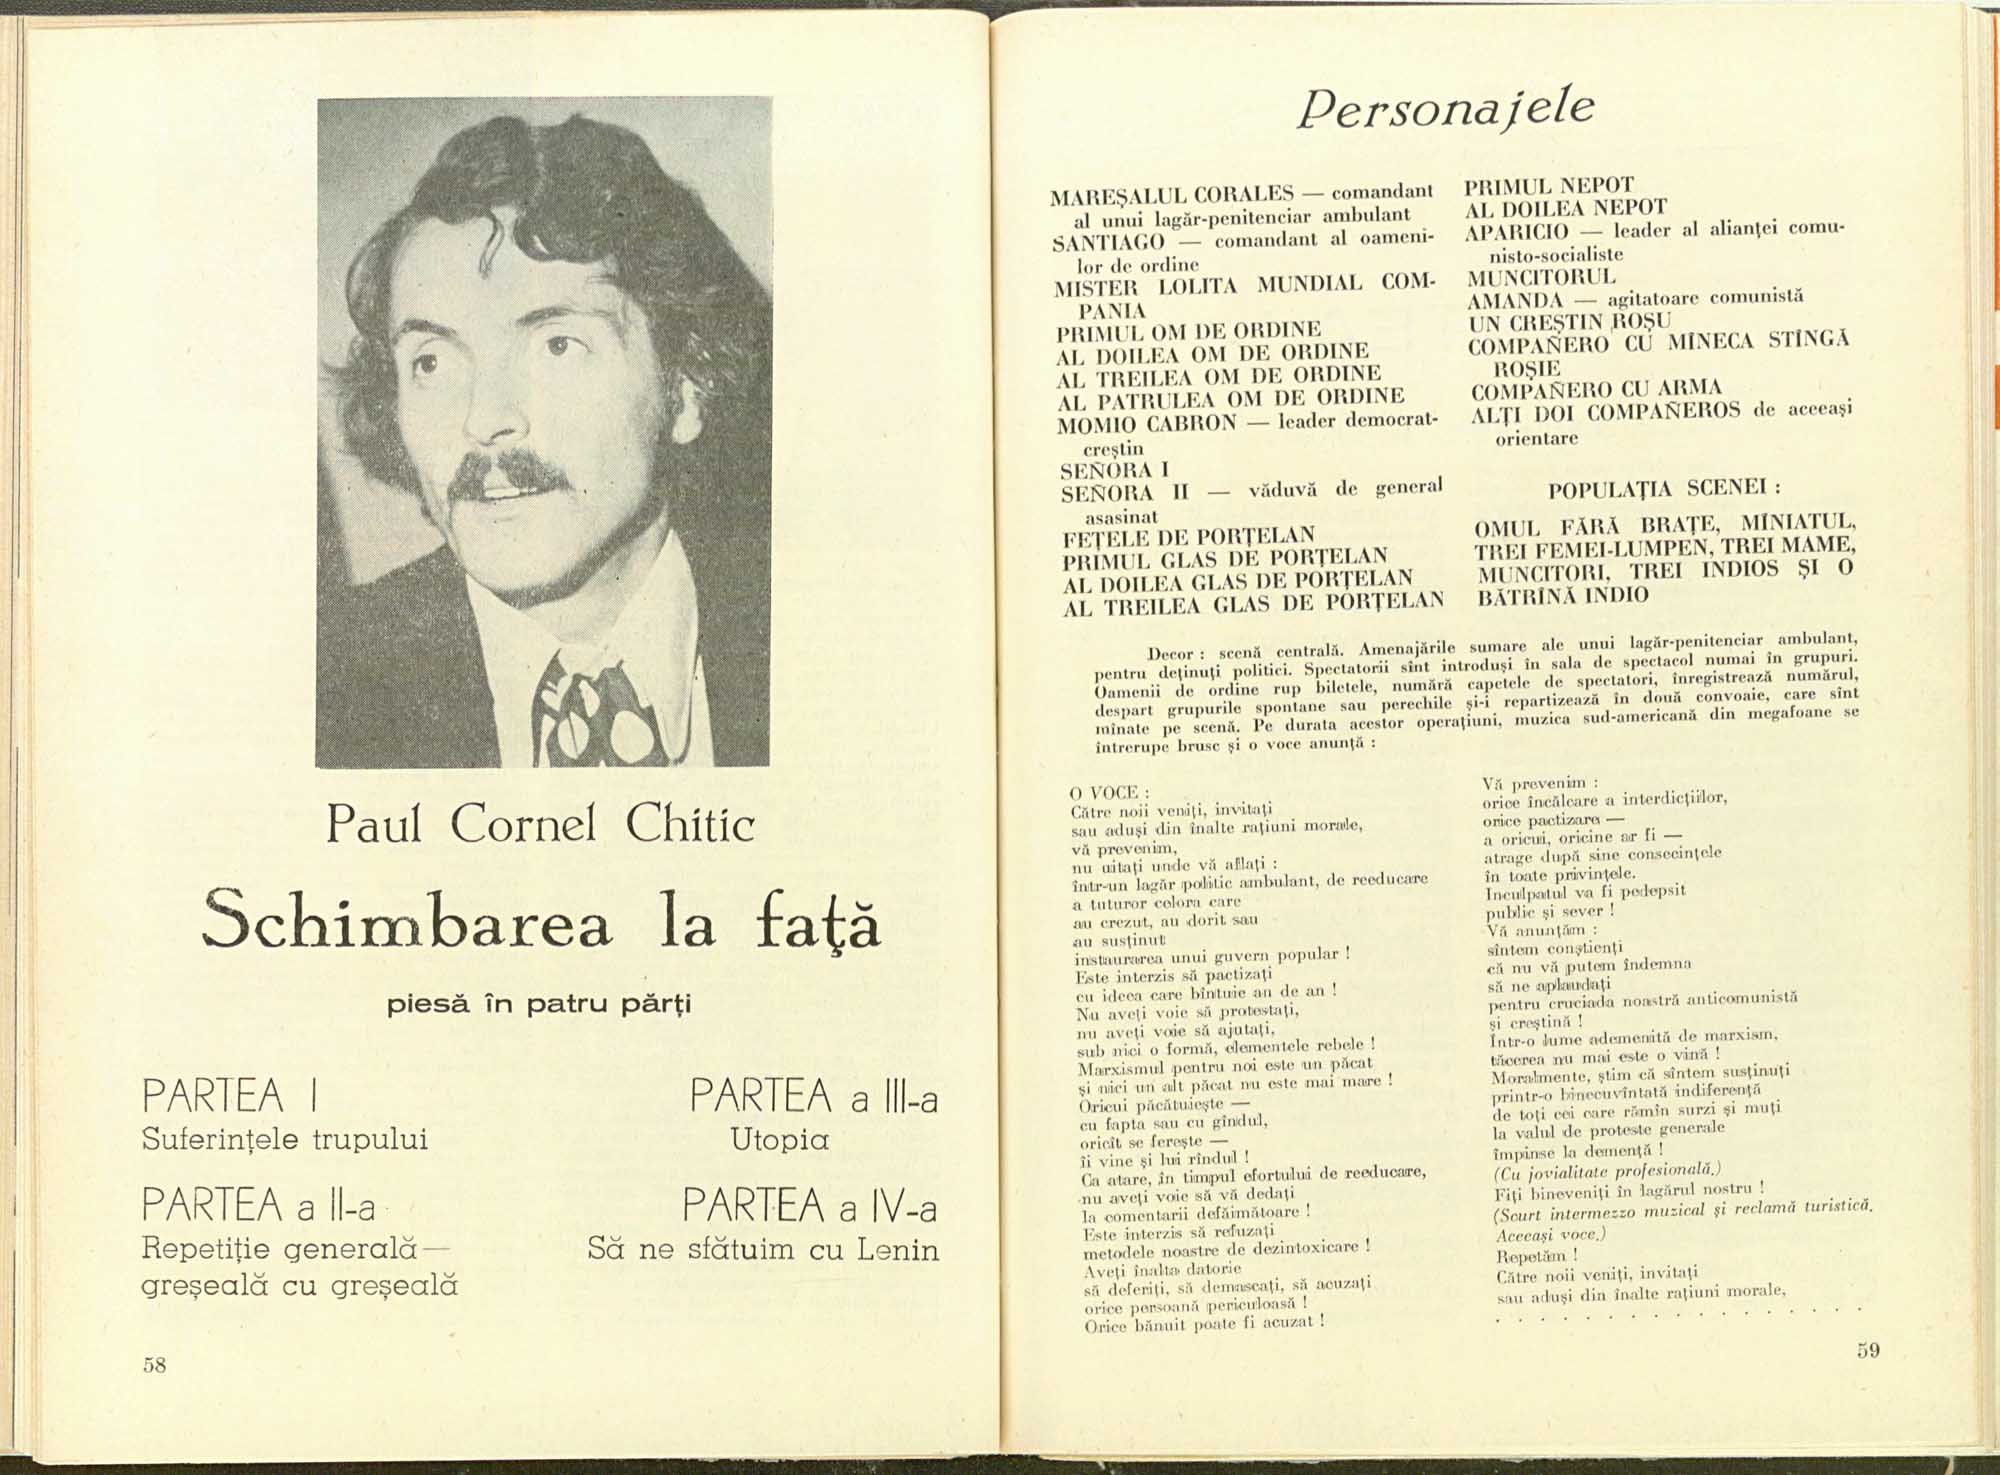 Paul Cornel Chitic
Schimbarea la faţă
piesă în patru părţi
PARTEA I
Suferinţele trupului
PARTEA a II-a
Repetiţie generală —
greşeală cu greşeală
PARTEA a III-a
Utopia
PARTEA a IV-a
Să ne sfătuim cu Lenin
58
Personajele
MAREŞALUL CORALES — comandant
al unui lagăr-penitenciar ambulant
SANTIAGO — comandant al oameni-
lor de ordine
MISTER LOLITA MUNDIAL COM-
PANIA
PRIMUL OM DE ORDINE
AL DOILEA OM DE ORDINE
AL TREILEA OM DE ORDINE
AL PATRULEA OM DE ORDINE
MOMIO CABRON — leader democrat-
creştin
SEÑORA I
SEÑORA II — văduvă de general
asasinat
FEŢELE DE PORŢELAN
PRIMUL GLAS DE PORŢELAN
AL DOILEA GLAS DE PORŢELAN
AL TREILEA GLAS DE PORŢELAN
PRIMUL NEPOT
AL DOILEA NEPOT
APARICIO — leader al alianţei comu-
nisto-socialiste
MUNCITORUL
AMANDA — agitatoare comunistă
UN CREŞTIN ROŞU
COMPAÑERO CU MÎNECA STÎNGĂ
ROŞIE
COMPAÑERO CU ARMA
ALŢI DOI COMPAÑEROS de aceeaşi
orientare
POPULAŢIA SCENEI :
OMUL FĂRĂ BRAŢE, MÎNIATUL,
TREI FEMEI-LUMPEN, TREI MAME,
MUNCITORI, TREI INDIOS ŞI O
BĂTRÎNĂ INDIO
Decor : scenă centrală. Amenajările sumare ale unui lagăr-penitenciar ambulant,
pentru deţinuţi politici. Spectatorii sînt introduşi în sala de spectacol numai în grupuri.
Oamenii de ordine rup biletele, numără capetele de spectatori, înregistrează numărul,
despart grupurile spontane sau perechile şi-i repartizează în două convoaie, care sînt
mînate pe scenă. Pe durata acestor operaţiuni, muzica sud-americană din megafoane se
întrerupe brusc şi o voce anunţă :
O VOCE :
Către noii veniţi, invitaţi
sau aduşi din înalte raţiuni morale,
vă prevenim,
nu uitaţi unde vă aflaţi :
într-un lagăr politic ambulant, de reeducare
a tuturor celora care
au crezut, au dorit sau
au susţinut
instaurarea unui guvern popular !
Este interzis să pactizaţi
cu ideea care bîntuie an de an !
Nu aveţi voie să protestaţi,
nu aveţi voie să ajutaţi,
sub nici o formă, elementele rebele !
Marxismul pentru noi este un păcat
şi nici un alt păcat nu este mai mare !
Oricui păcătuieşte —
cu fapta sau cu gîndul,
oricît se fereşte —
îi vine şi lui rîndul !
Ca atare, în timpul efortului de reeducare,
nu aveţi voie să vă dedaţi
la comentarii defăimătoare !
Este interzis să refuzaţi
metodele noastre de dezintoxicare !
Aveţi înalta datorie
să deferiţi, să demascaţi, să acuzaţi
orice persoană periculoasă !
Orice bănuit poate fi acuzat !
Vă prevenim :
orice încălcare a interdicţiilor,
orice pactizare —
a oricui, oricine ar fi —
atrage după sine consecinţele
în toate privinţele.
Inculpatul va fi pedepsit
public şi sever !
Vă anunţăm :
sîntem conştienţi
că nu vă putem îndemna
să ne aplaudaţi
pentru cruciada noastră anticomunistă
şi creştină !
Într-o lume ademenită de marxism,
tăcerea nu mai este o vină !
Moralmente, ştim că sîntem susţinuţi
printr-o binecuvîntată indiferenţă
de toţi cei care rămîn surzi şi muţi
la valul de proteste generale
împinse la demenţă !
(Cu jovialitate profesională.)
Fiţi bineveniţi în lagărul nostru !
(Scurt intermezzo muzical şi reclamă turistică.
Aceeaşi voce.)
Repetăm !
Către noii veniţi, invitaţi
sau aduşi din înalte raţiuni morale,
. . . . . . . . . . . . . . . . .
59